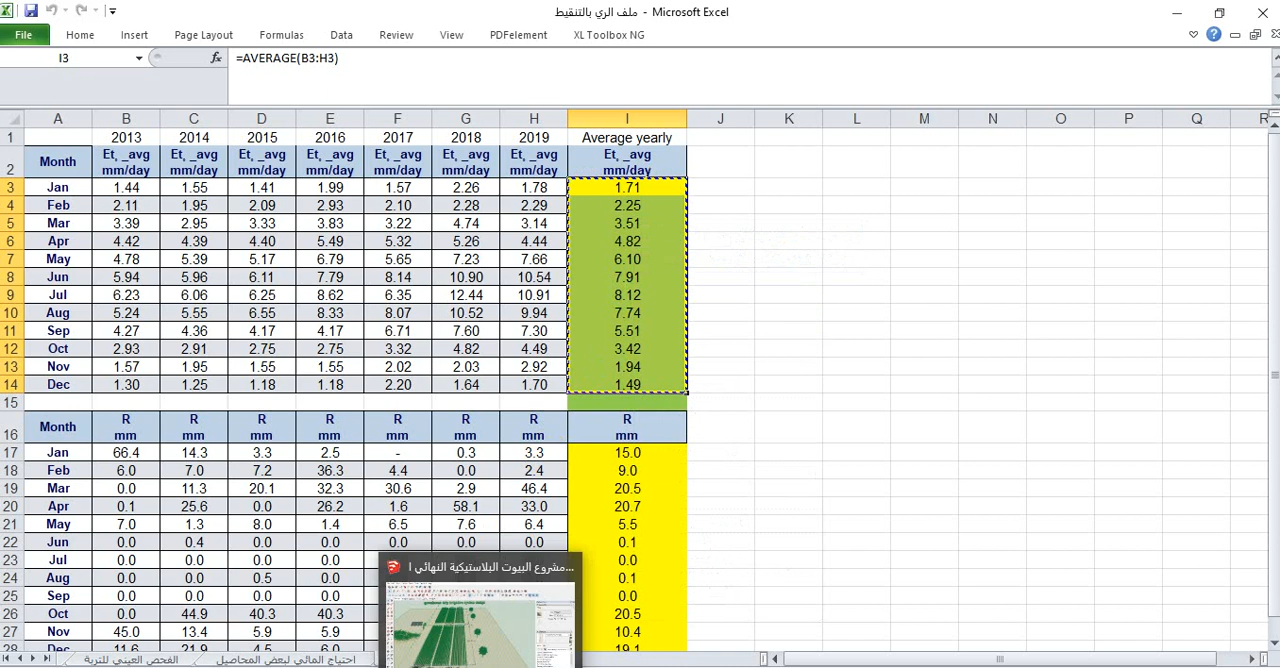 ملف الري بالتنقيط - Microsoft Excel
File Home Insert Page Layout Formulas Data Review View PDFelement XL Toolbox NG
I3 fx =AVERAGE(B3:H3)
A B C D E F G H I J K L M N O P Q R
1 2013 2014 2015 2016 2017 2018 2019 Average yearly
Month Et, _avg Et, _avg Et, _avg Et, _avg Et, _avg Et, _avg Et, _avg Et, _avg
2 mm/day mm/day mm/day mm/day mm/day mm/day mm/day mm/day
3 Jan 1.44 1.55 1.41 1.99 1.57 2.26 1.78 1.71
4 Feb 2.11 1.95 2.09 2.93 2.10 2.28 2.29 2.25
5 Mar 3.39 2.95 3.33 3.83 3.22 4.74 3.14 3.51
6 Apr 4.42 4.39 4.40 5.49 5.32 5.26 4.44 4.82
7 May 4.78 5.39 5.17 6.79 5.65 7.23 7.66 6.10
8 Jun 5.94 5.96 6.11 7.79 8.14 10.90 10.54 7.91
9 Jul 6.23 6.06 6.25 8.62 6.35 12.44 10.91 8.12
10 Aug 5.24 5.55 6.55 8.33 8.07 10.52 9.94 7.74
11 Sep 4.27 4.36 4.17 4.17 6.71 7.60 7.30 5.51
12 Oct 2.93 2.91 2.75 2.75 3.32 4.82 4.49 3.42
13 Nov 1.57 1.95 1.55 1.55 2.02 2.03 2.92 1.94
14 Dec 1.30 1.25 1.18 1.18 2.20 1.64 1.70 1.49
15
Month R R R R R R R R
16 mm mm mm mm mm mm mm mm
17 Jan 66.4 14.3 3.3 2.5 - 0.3 3.3 15.0
18 Feb 6.0 7.0 7.2 36.3 4.4 0.0 2.4 9.0
19 Mar 0.0 11.3 20.1 32.3 30.6 2.9 46.4 20.5
20 Apr 0.1 25.6 0.0 26.2 1.6 58.1 33.0 20.7
21 May 7.0 1.3 8.0 1.4 6.5 7.6 6.4 5.5
22 Jun 0.0 0.4 0.0 0.0 0.0 0.0 0.0 0.1
23 Jul 0.0 0.0 0.0 0.0 0.0
24 Aug 0.0 0.0 0.5 0.0 0.1
25 Sep 0.0 0.0 0.0 0.0 0.0
26 Oct 0.0 44.9 40.3 40.3 20.5
27 Nov 45.0 13.4 5.9 5.9 10.4
28 Dec 11.6 21.9 4.5 6.0 19.1
مشروع البيوت البلاستيكية النهائي ا...
الفحص العيني للتربة احتياج المائي لبعض المحاصيل